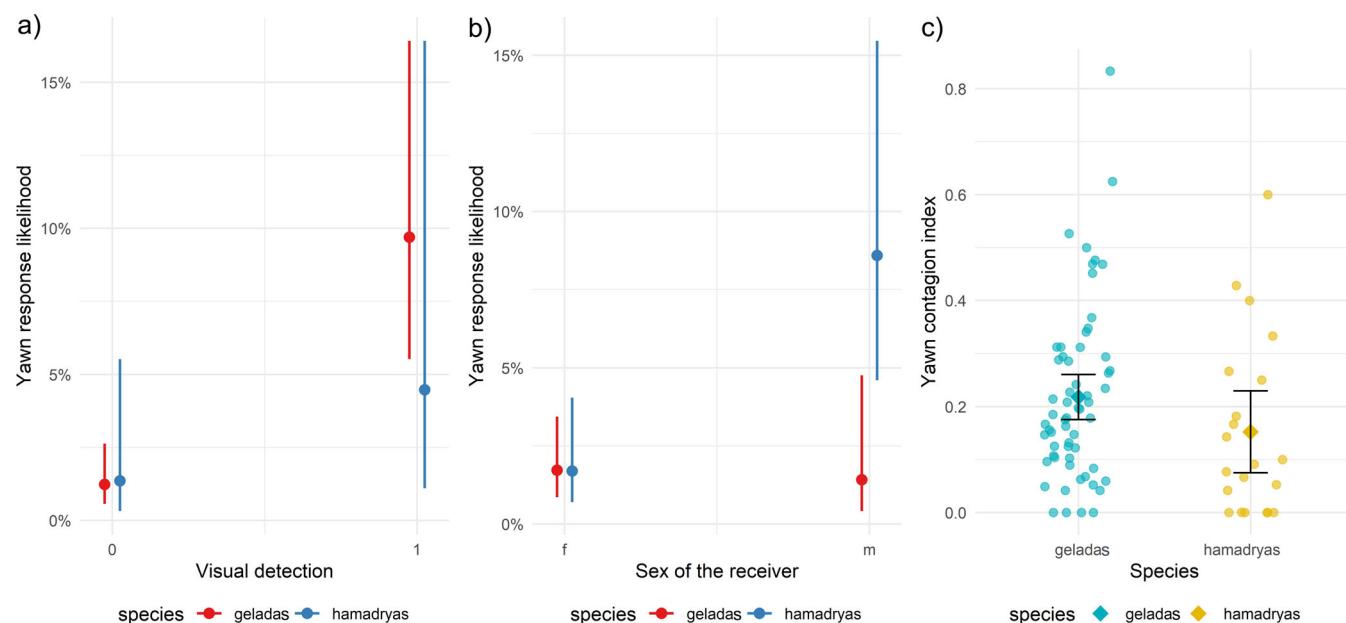 a)
Yawn response likelihood
15%
10%
5%
0%
0
1
Visual detection
species geladas hamadryas
b)
Yawn response likelihood
15%
10%
5%
0%
f
m
Sex of the receiver
species geladas hamadryas
c)
Yawn contagion index
0.8
0.6
0.4
0.2
0.0
geladas
hamadryas
Species
species geladas hamadryas